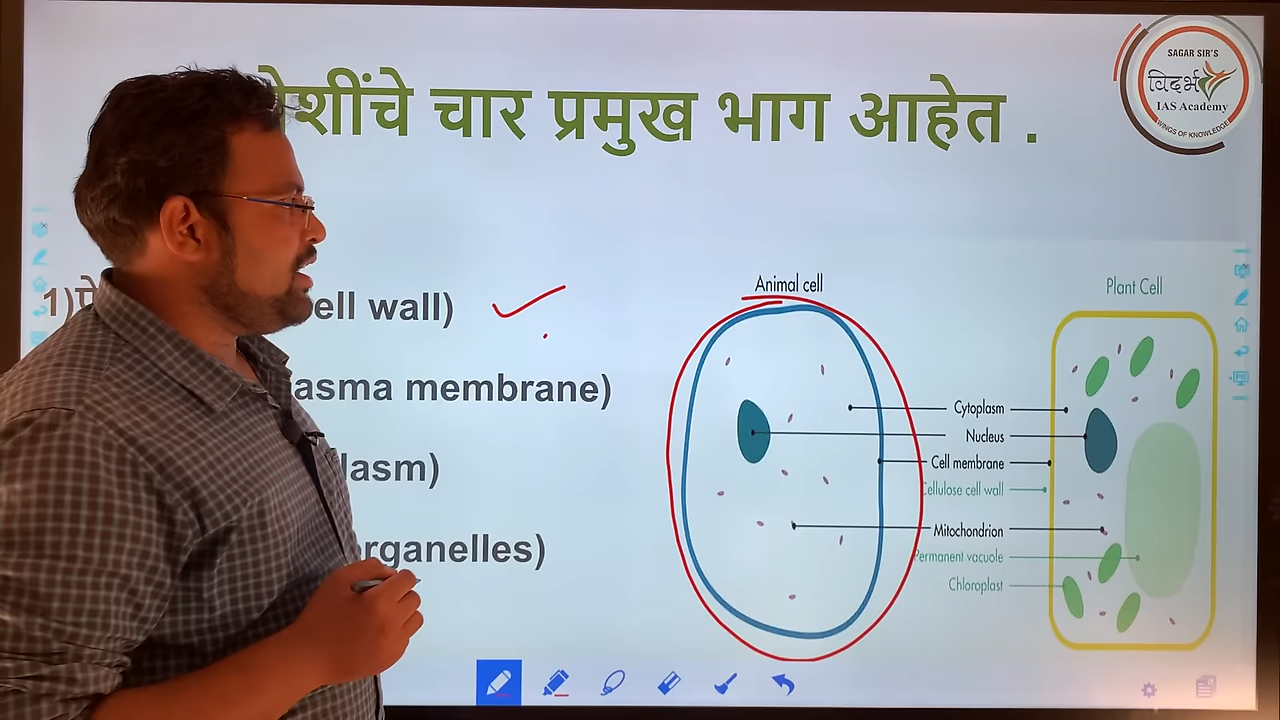 शींचे चार प्रमुख भाग आहेत .
SAGAR SIR'S
विदर्भ
IAS Academy
WINGS OF KNOWLEDGE
1)
ell wall)
asma membrane)
lasm)
organelles)
Animal cell
Plant Cell
Cytoplasm
Nucleus
Cell membrane
Cellulose cell wall
Mitochondrion
Permanent vacuole
Chloroplast